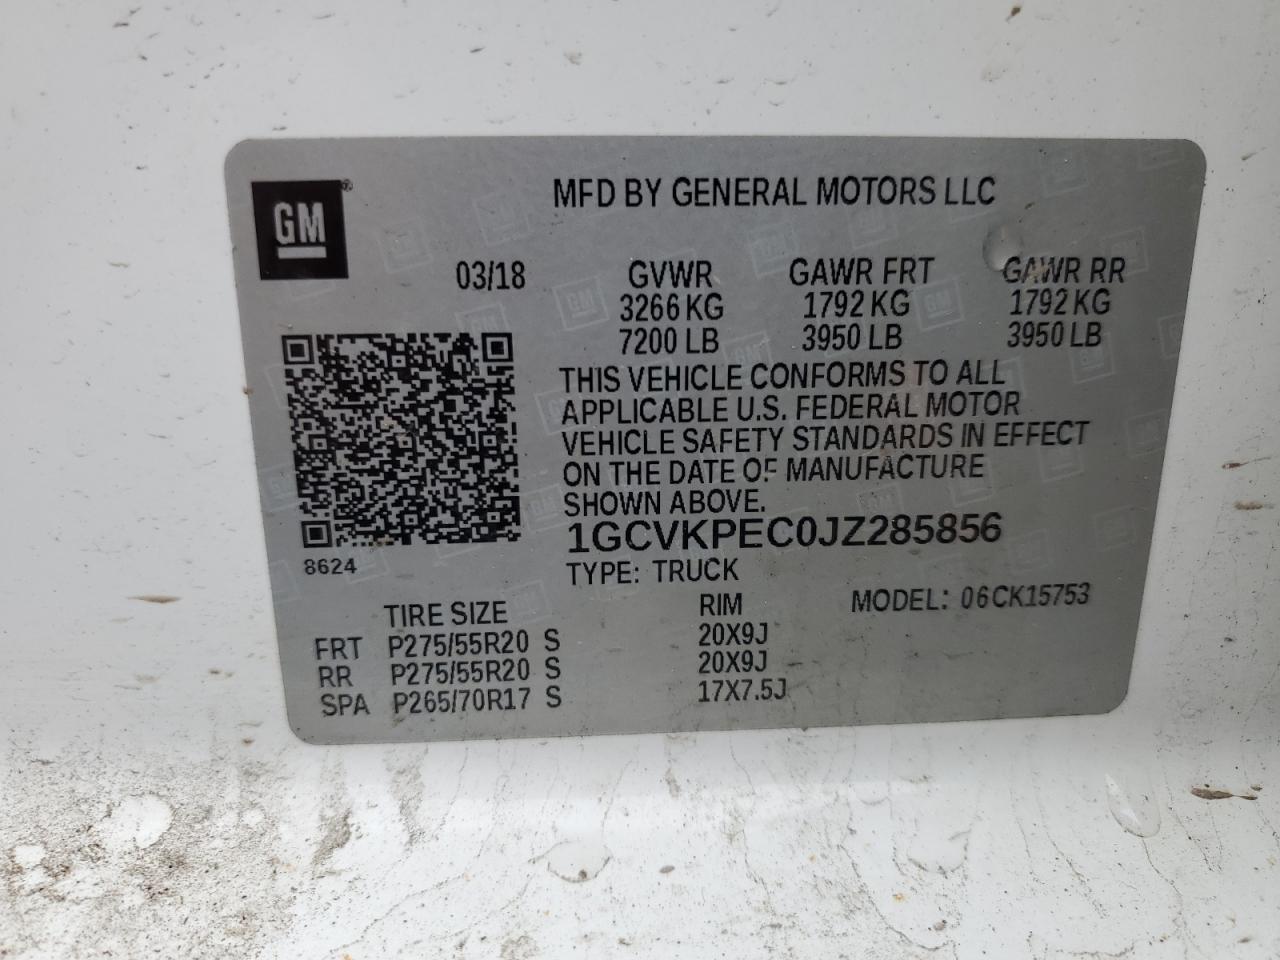 MFD BY GENERAL MOTORS LLC
GM
03/18 GVWR GAWR FRT GAWR RR
3266 KG 1792 KG 1792 KG
7200 LB 3950 LB 3950 LB
THIS VEHICLE CONFORMS TO ALL
APPLICABLE U.S. FEDERAL MOTOR
VEHICLE SAFETY STANDARDS IN EFFECT
ON THE DATE OF MANUFACTURE
SHOWN ABOVE.
1GCVKPEC0JZ285856
8624
TYPE: TRUCK
TIRE SIZE RIM MODEL: 06CK15753
FRT P275/55R20 S 20X9J
RR P275/55R20 S 20X9J
SPA P265/70R17 S 17X7.5J